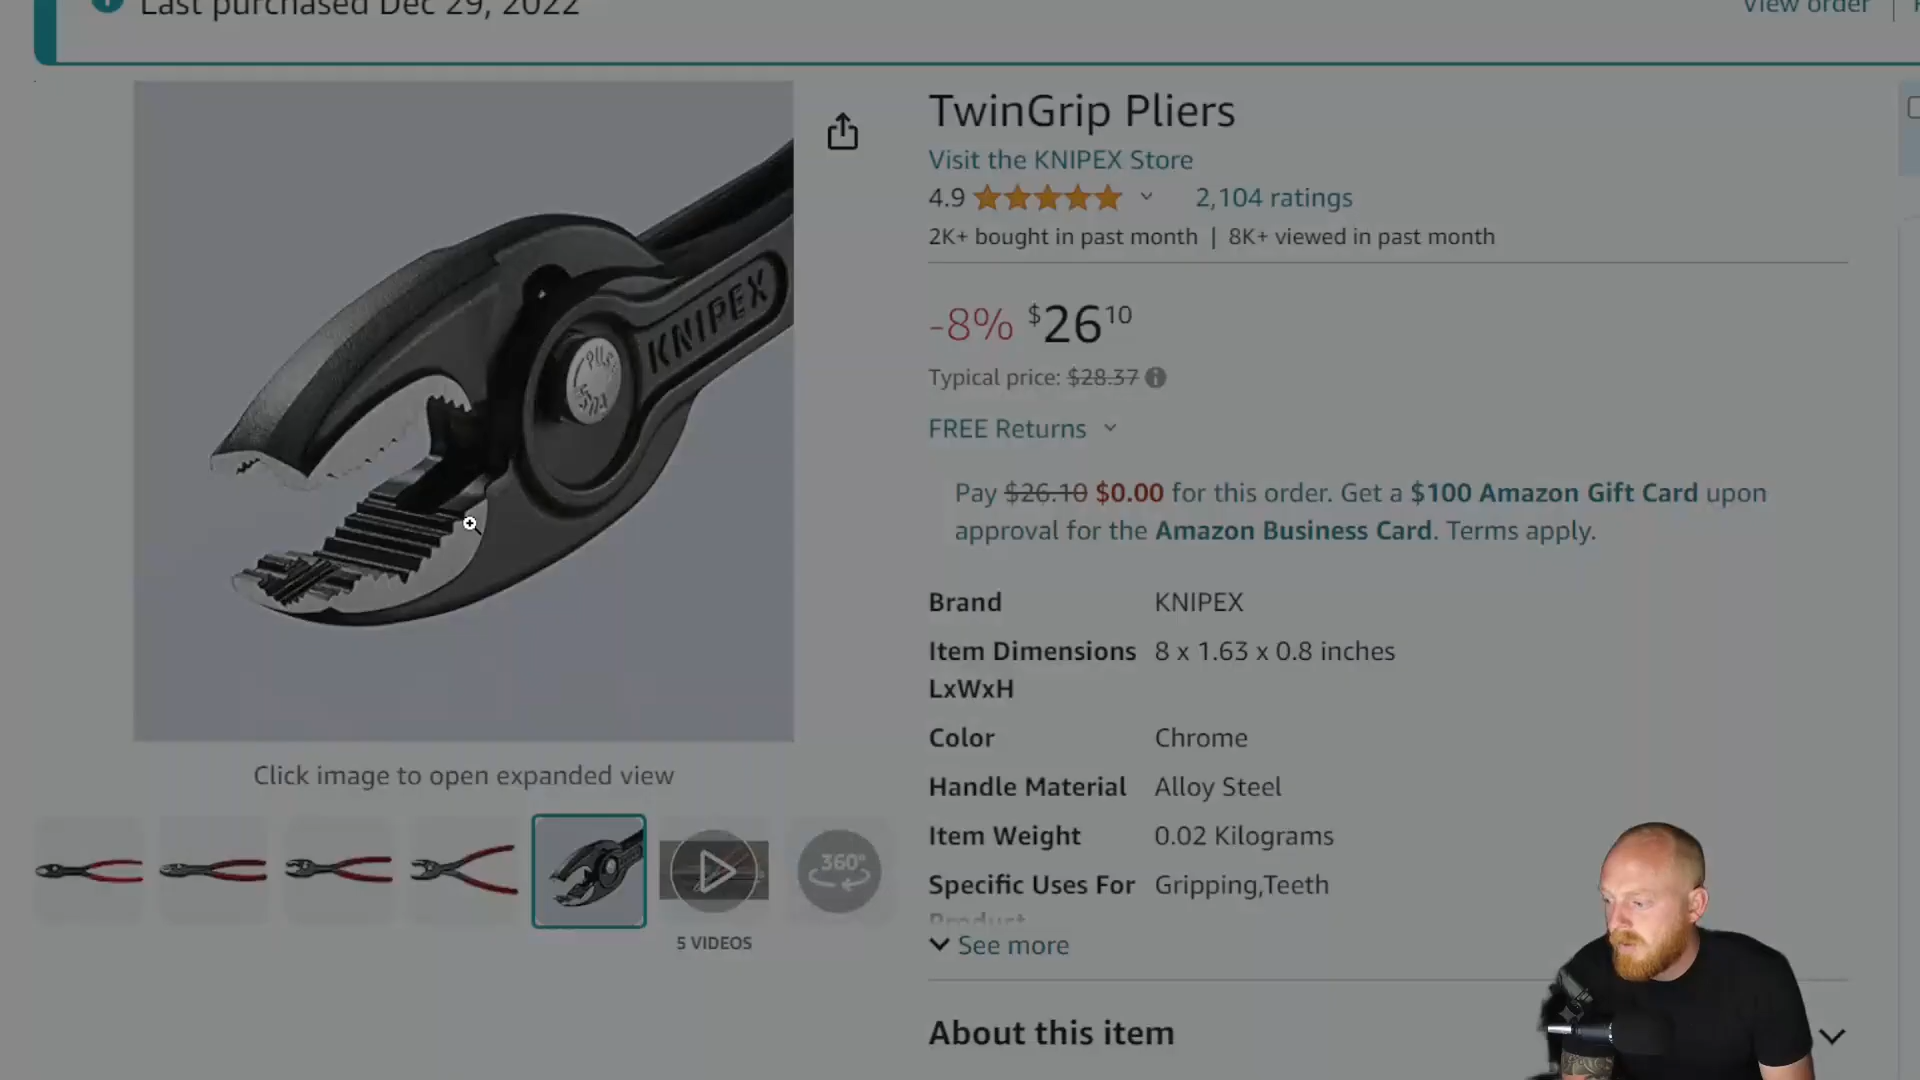 Last purchased Dec 29, 2022
View order
TwinGrip Pliers
Visit the KNIPEX Store
4.9
2,104 ratings
2K+ bought in past month | 8K+ viewed in past month
-8% $26 10
Typical price: $28.37
FREE Returns
Pay $26.10 $0.00 for this order. Get a $100 Amazon Gift Card upon
approval for the Amazon Business Card. Terms apply.
Brand KNIPEX
Item Dimensions 8 x 1.63 x 0.8 inches
LxWxH
Color Chrome
Handle Material Alloy Steel
Item Weight 0.02 Kilograms
Specific Uses For Gripping,Teeth
Product
See more
About this item
KNIPEX
PUSH
Click image to open expanded view
360°
5 VIDEOS